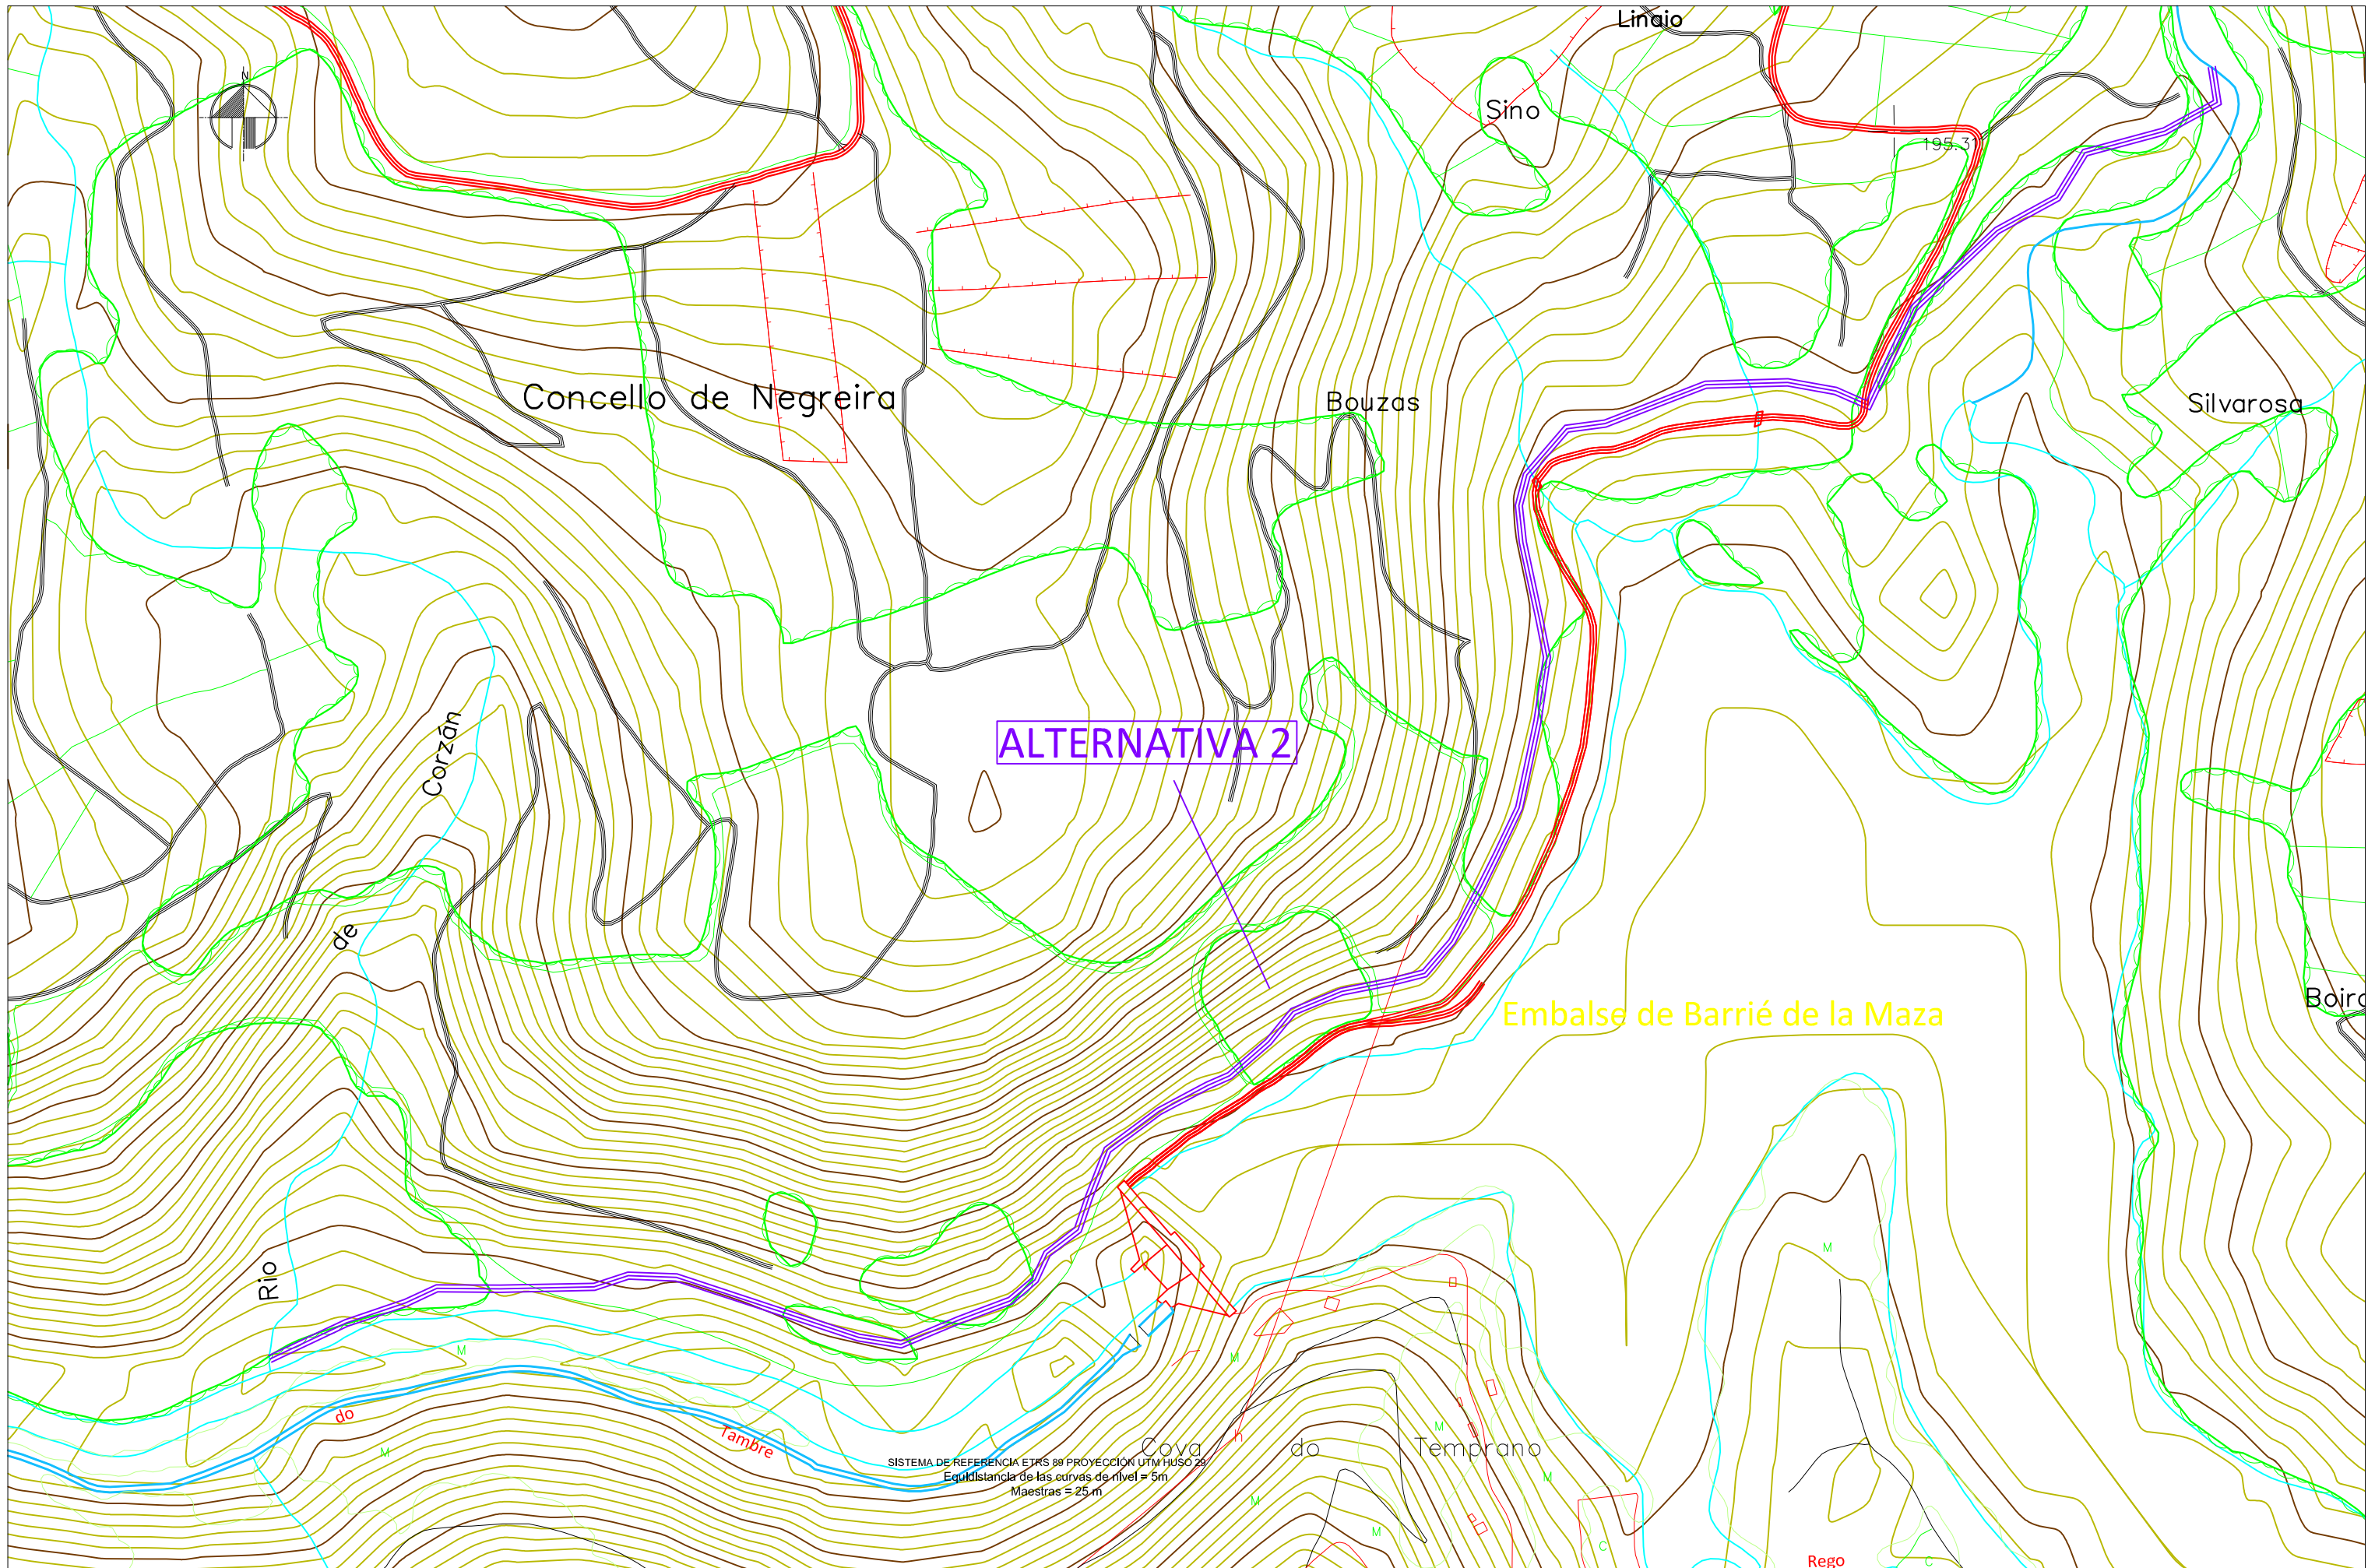 Linaio
N
Sino
195.3
Concello de Negreira
Bouzas
Silvarosa
ALTERNATIVA 2
Corzán
de
Rio
Embalse de Barrié de la Maza
M
M
M
do
Tambre
M
M
M
M
M
h
Cova do Temprano
SISTEMA DE REFERENCIA ETRS 89 PROYECCIÓN UTM HUSO 29
Equidistancia de las curvas de nivel = 5m
Maestras = 25 m
C
C
Rego